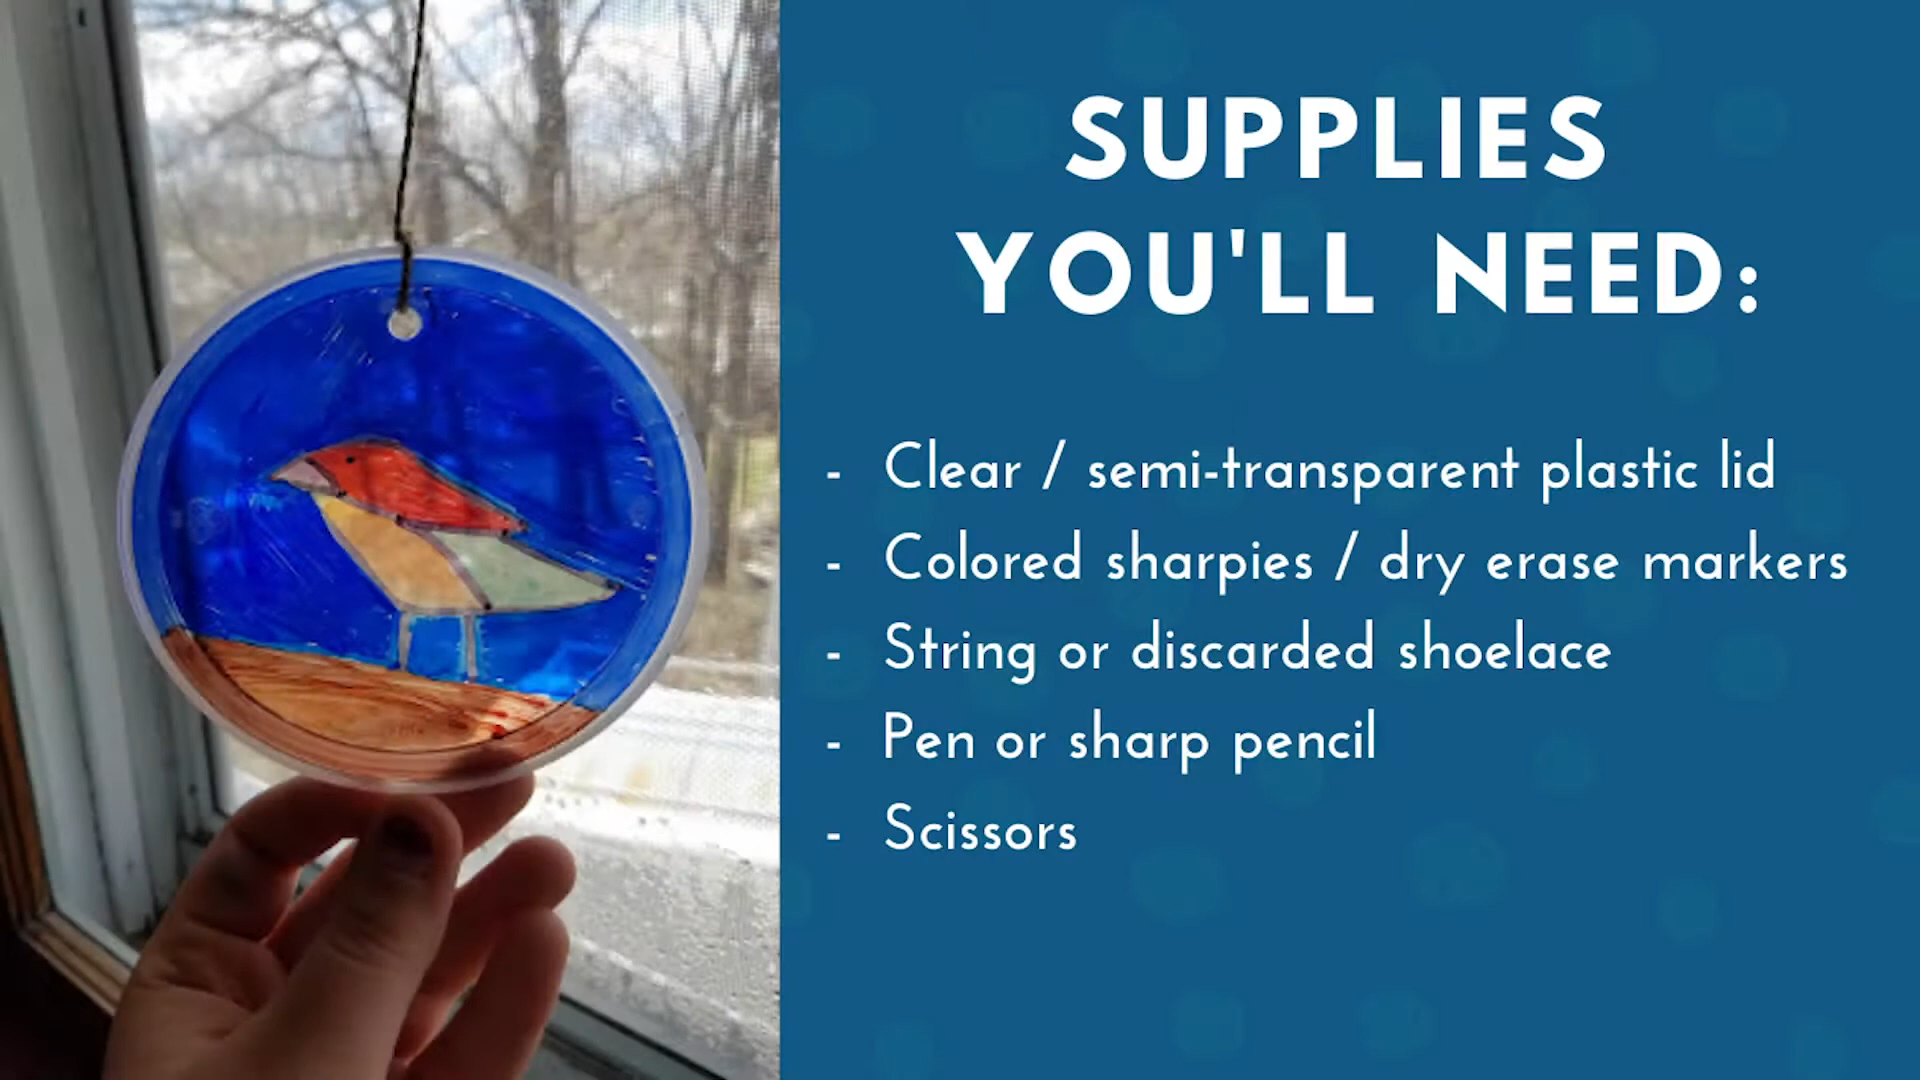 SUPPLIES
YOU'LL NEED:
- Clear / semi-transparent plastic lid
- Colored sharpies / dry erase markers
- String or discarded shoelace
- Pen or sharp pencil
- Scissors